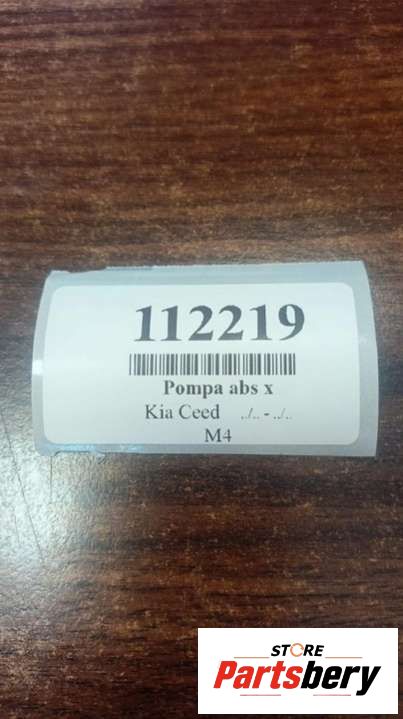 112219
Pompa abs x
Kia Ceed ../.. - ../..
M4
STORE
Partsbery